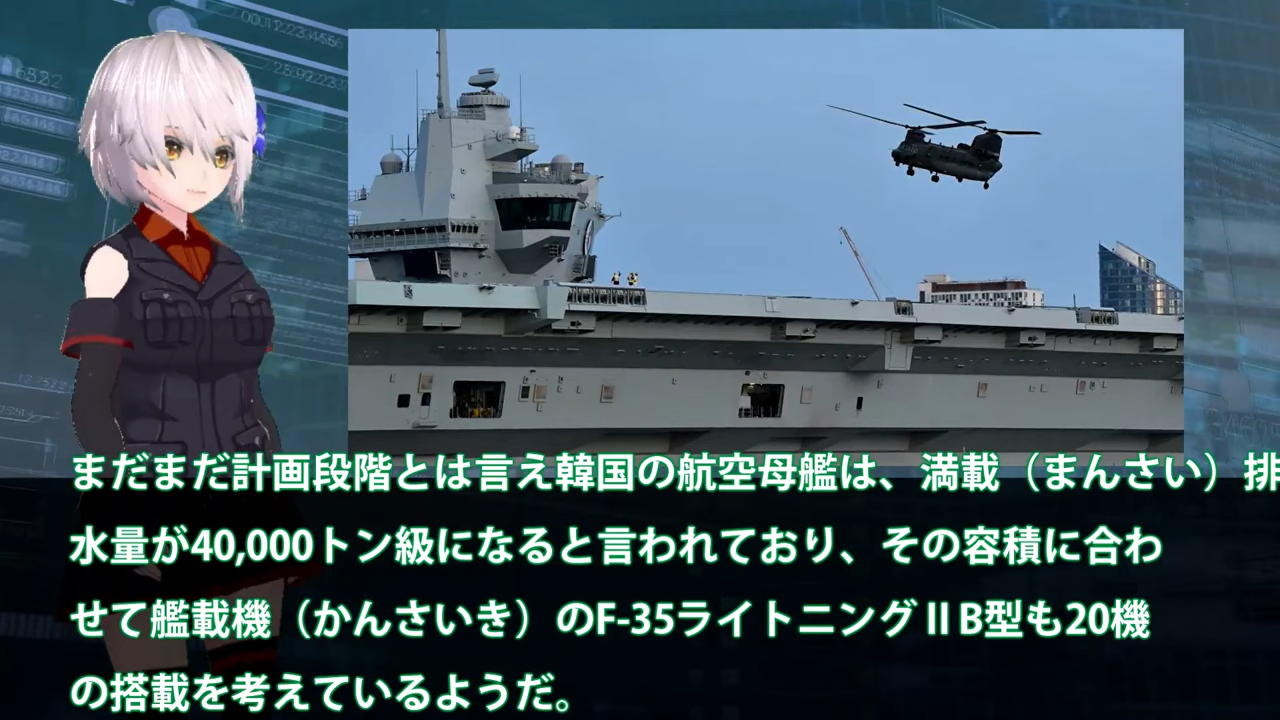 まだまだ計画段階とは言え韓国の航空母艦は、満載（まんさい）排
水量が40,000トン級になると言われており、その容積に合わ
せて艦載機（かんさいき）のF-35ライトニングⅡB型も20機
の搭載を考えているようだ。